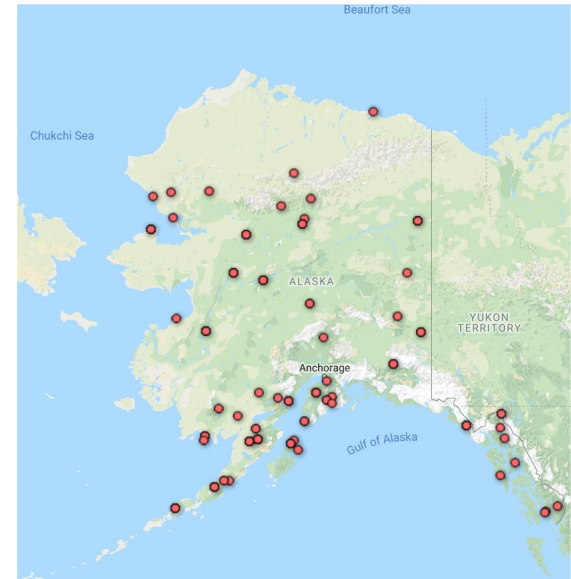 Beaufort Sea
Chukchi Sea
ALASKA
YUKON
TERRITORY
Anchorage
Gulf of Alaska